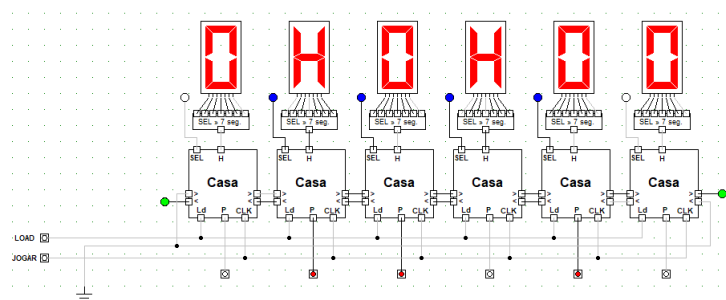 0 H 0 H 0 0
SEL » 7 seg. SEL » 7 seg. SEL » 7 seg. SEL » 7 seg. SEL » 7 seg. SEL » 7 seg.
SEL H SEL H SEL H SEL H SEL H SEL H
Casa Casa Casa Casa Casa Casa
> > > > > > > > > > > >
< < < < < < < < < < < <
Ld P CLK Ld P CLK Ld P CLK Ld P CLK Ld P CLK Ld P CLK
LOAD
JOGAR